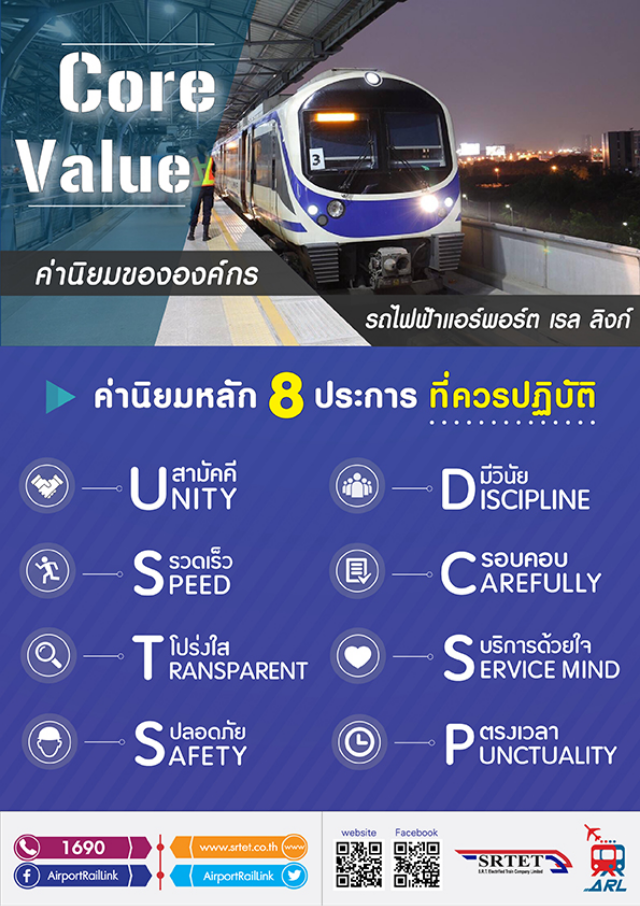 Core
Value
3
ค่านิยมขององค์กร
รถไฟฟ้าแอร์พอร์ต เรล ลิงก์
ค่านิยมหลัก 8 ประการ ที่ควรปฏิบัติ
สามัคคี
UNITY
รวดเร็ว
SPEED
โปร่งใส
TRANSPARENT
ปลอดภัย
SAFETY
มีวินัย
DISCIPLINE
รอบคอบ
CAREFULLY
บริการด้วยใจ
SERVICE MIND
ตรงเวลา
PUNCTUALITY
1690
www.srtet.co.th
www
AirportRailLink
AirportRailLink
website
Facebook
SRTET
S.R.T. Electrified Train Company Limited
ARL